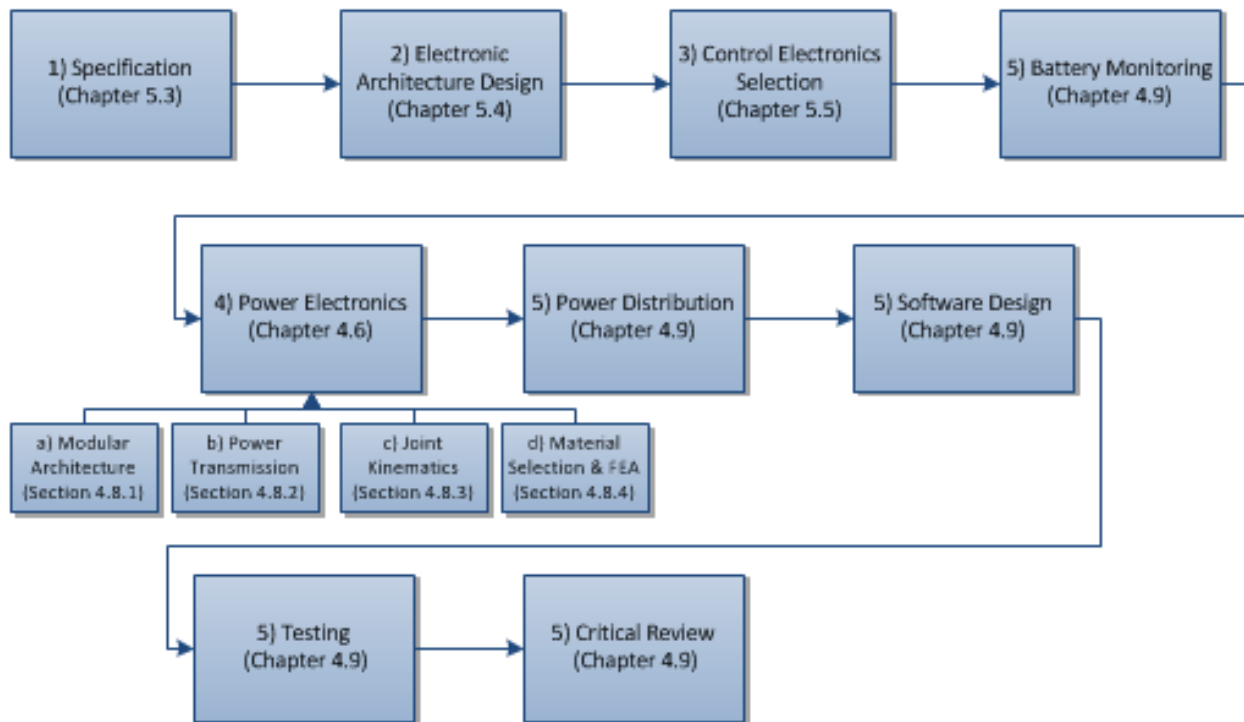 1) Specification
(Chapter 5.3)
2) Electronic
Architecture Design
(Chapter 5.4)
3) Control Electronics
Selection
(Chapter 5.5)
5) Battery Monitoring
(Chapter 4.9)
4) Power Electronics
(Chapter 4.6)
5) Power Distribution
(Chapter 4.9)
5) Software Design
(Chapter 4.9)
a) Modular
Architecture
(Section 4.8.1)
b) Power
Transmission
(Section 4.8.2)
c) Joint
Kinematics
(Section 4.8.3)
d) Material
Selection & FEA
(Section 4.8.4)
5) Testing
(Chapter 4.9)
5) Critical Review
(Chapter 4.9)